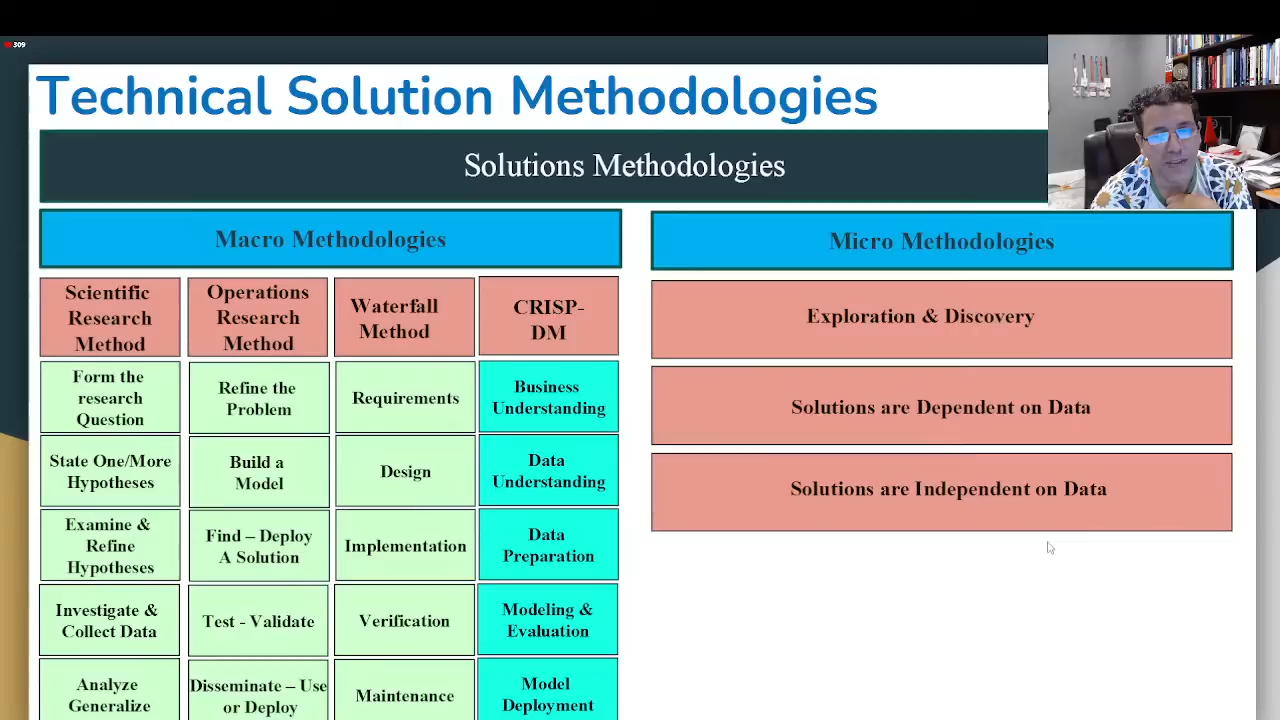 309
Technical Solution Methodologies
Solutions Methodologies
Macro Methodologies
Micro Methodologies
Scientific
Research
Method
Operations
Research
Method
Waterfall
Method
CRISP-
DM
Form the
research
Question
Refine the
Problem
Requirements
Business
Understanding
State One/More
Hypotheses
Build a
Model
Design
Data
Understanding
Examine &
Refine
Hypotheses
Find – Deploy
A Solution
Implementation
Data
Preparation
Investigate &
Collect Data
Test - Validate
Verification
Modeling &
Evaluation
Analyze
Generalize
Disseminate – Use
or Deploy
Maintenance
Model
Deployment
Exploration & Discovery
Solutions are Dependent on Data
Solutions are Independent on Data